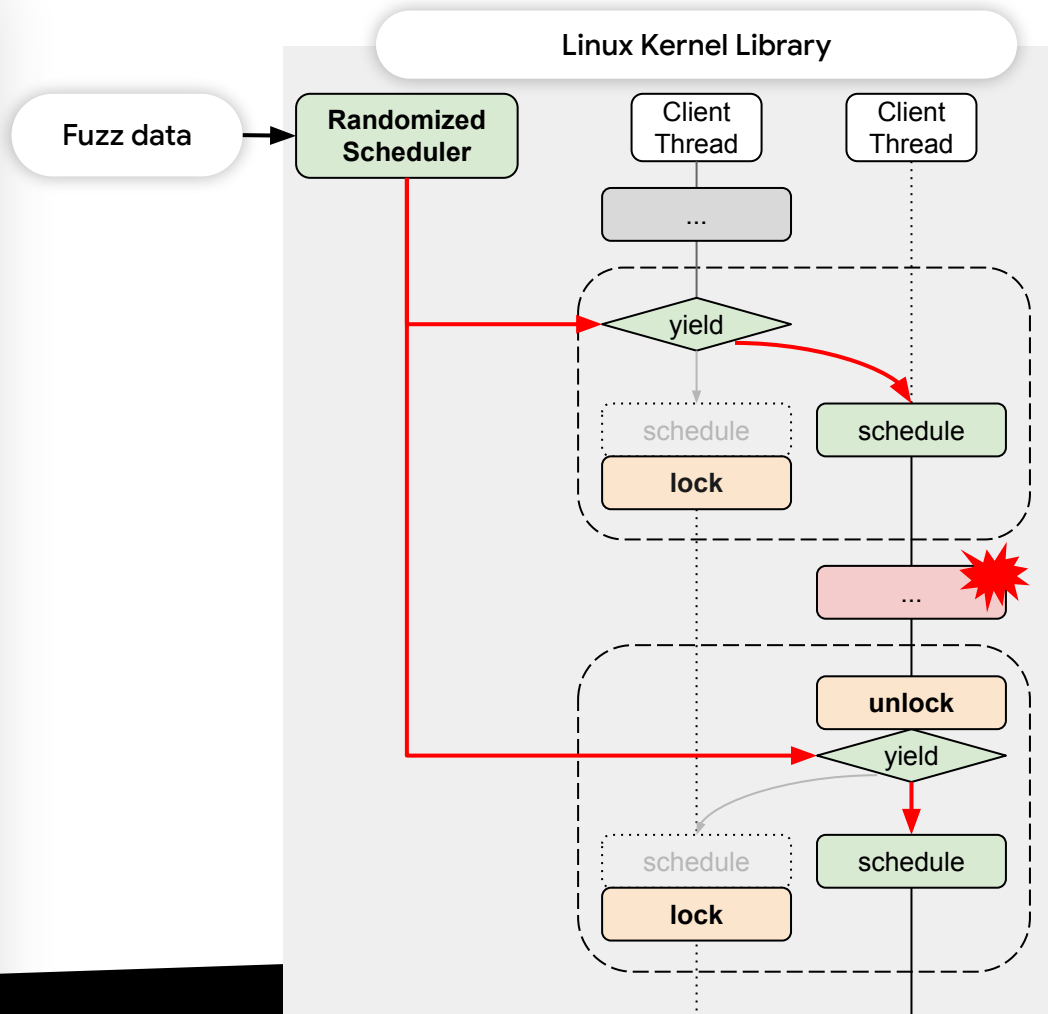 Linux Kernel Library
Fuzz data
Randomized
Scheduler
Client
Thread
Client
Thread
...
yield
schedule
schedule
lock
...
unlock
yield
schedule
schedule
lock